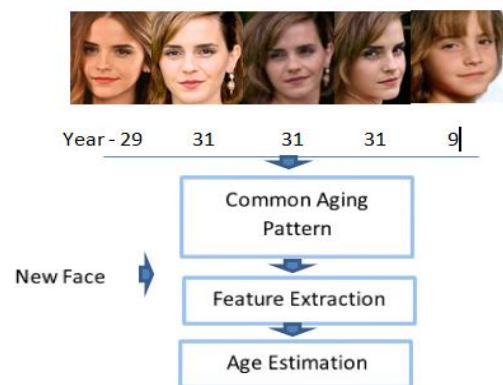 Year - 29 31 31 31 9
Common Aging
Pattern
New Face
Feature Extraction
Age Estimation